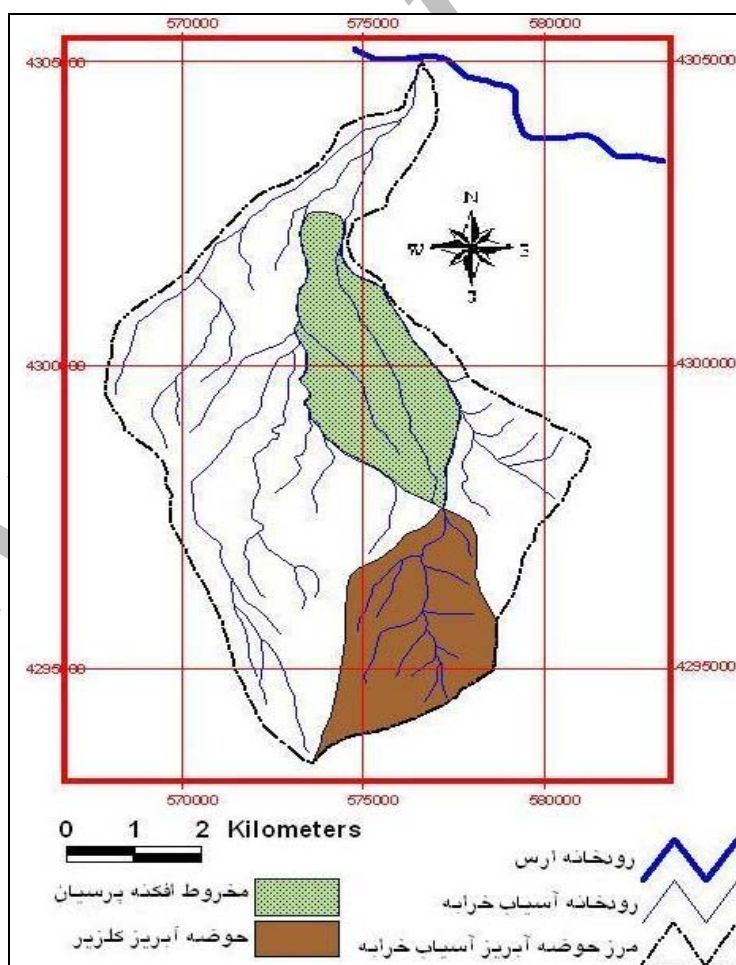 570000 575000 580000
4305000 4305000
N
W E
S
4300000 4300000
4295000 4295000
570000 575000 580000
0 1 2 Kilometers
رودخانه ارس
مخروط افکنه پرسیان
رودخانه آسیاب خرابه
حوضه آبریز کلزیر
مرز حوضه آبریز آسیاب خرابه